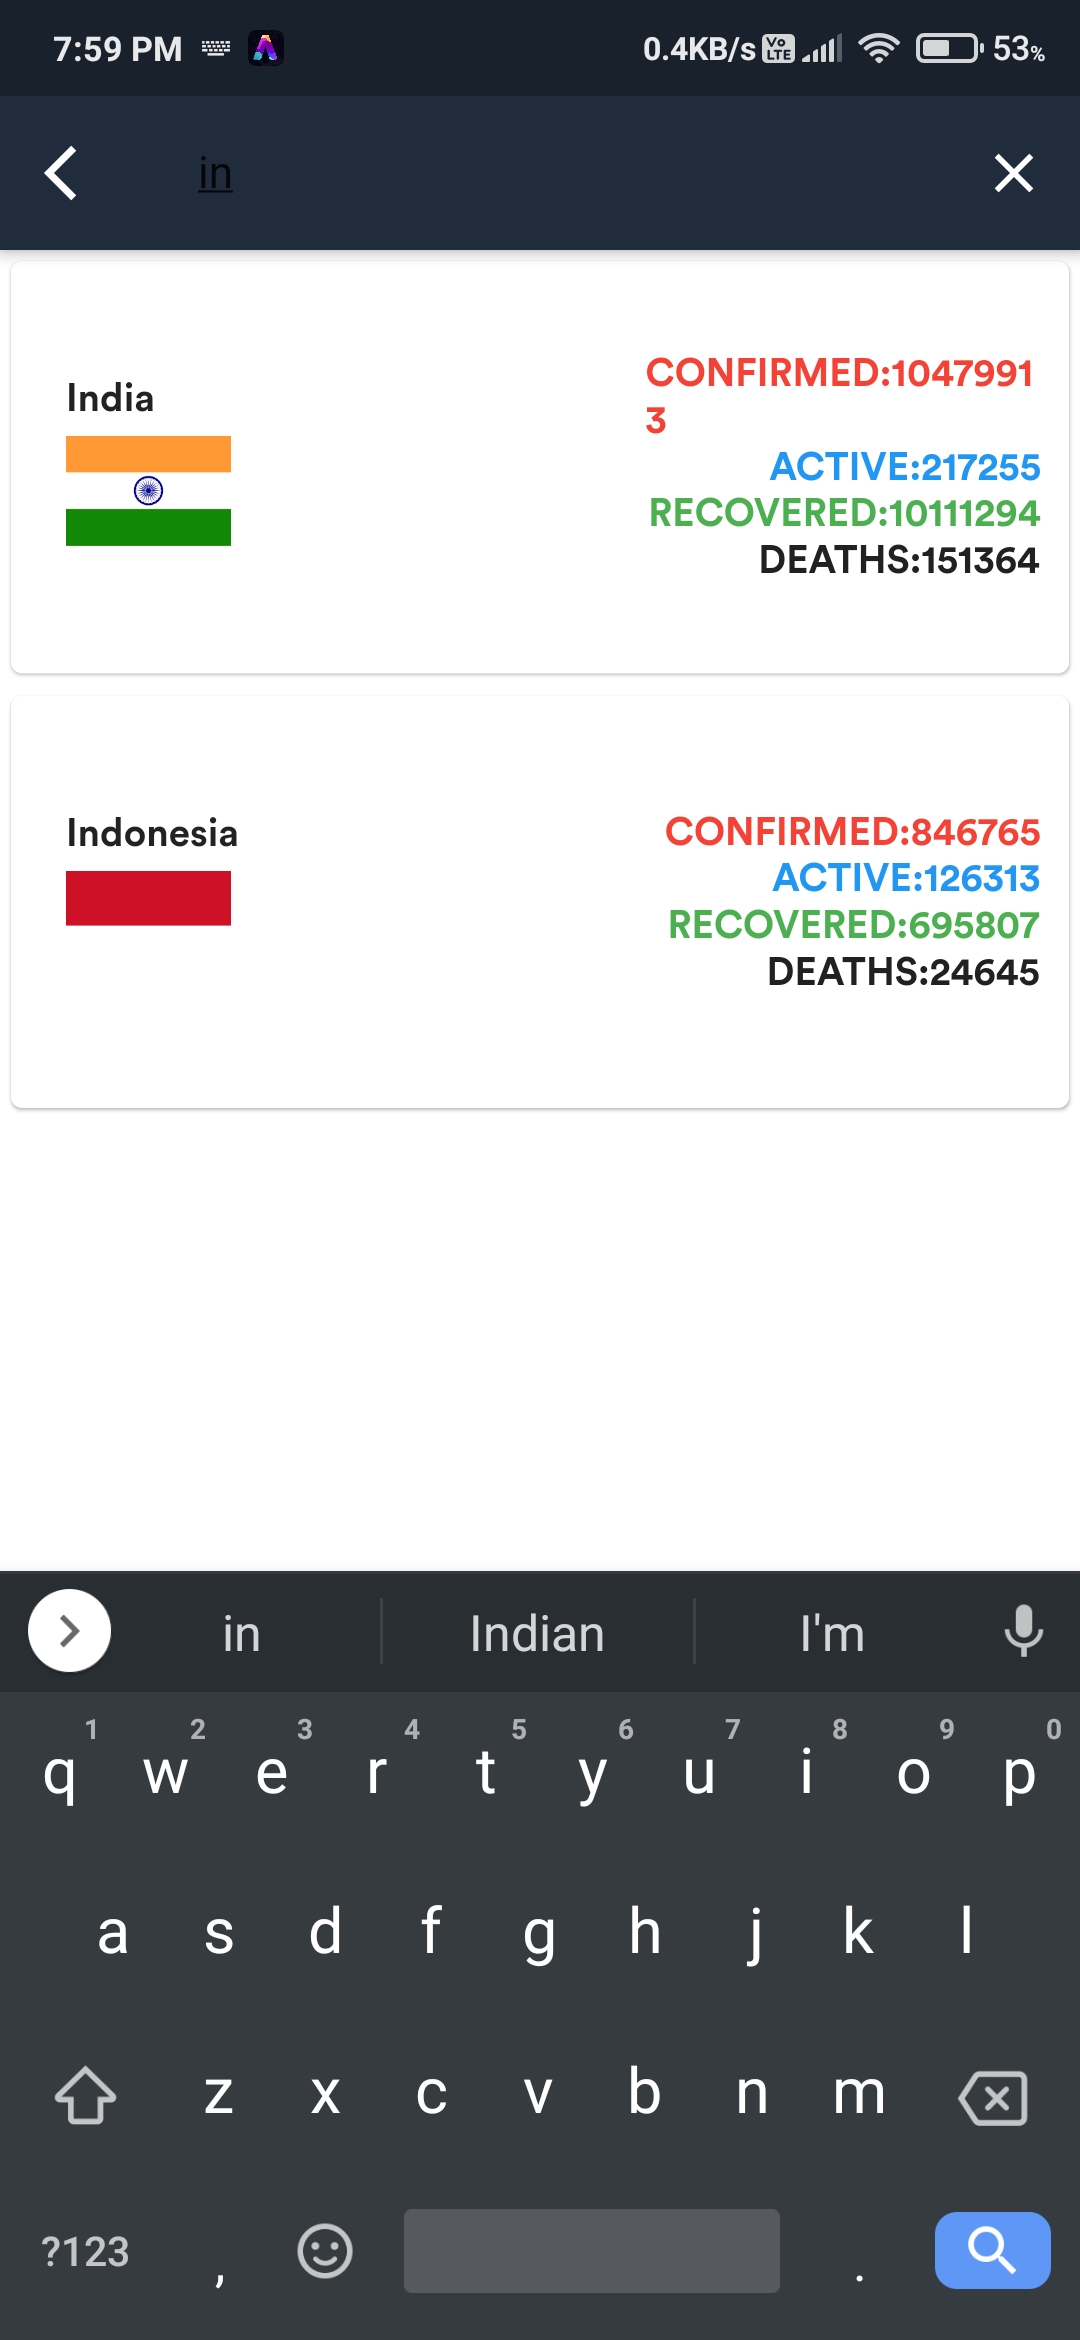 7:59 PM 0.4KB/s Vo LTE 53%
in
India
CONFIRMED:1047991
3
ACTIVE:217255
RECOVERED:10111294
DEATHS:151364
Indonesia
CONFIRMED:846765
ACTIVE:126313
RECOVERED:695807
DEATHS:24645
in Indian I'm
1 2 3 4 5 6 7 8 9 0
q w e r t y u i o p
a s d f g h j k l
z x c v b n m
?123 , .